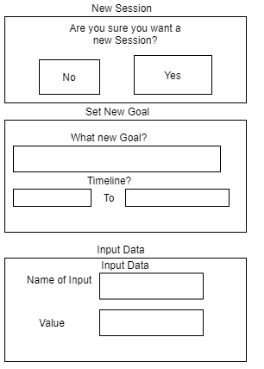 New Session
Are you sure you want a
new Session?
No
Yes
Set New Goal
What new Goal?
Timeline?
To
Input Data
Input Data
Name of Input
Value